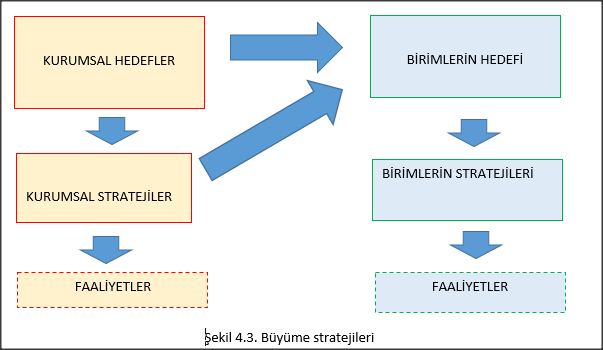 KURUMSAL HEDEFLER
BİRİMLERİN HEDEFİ
KURUMSAL STRATEJİLER
BİRİMLERİN STRATEJİLERİ
FAALİYETLER
FAALİYETLER
Şekil 4.3. Büyüme stratejileri